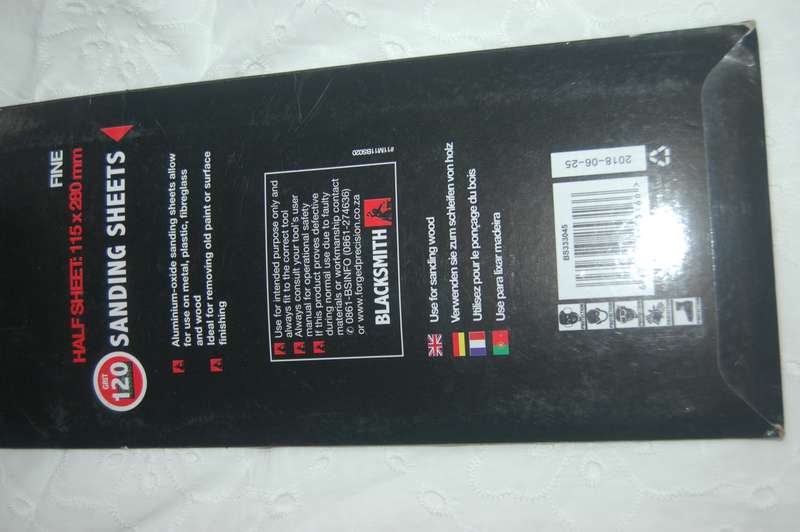 FINE
HALF SHEET: 115 x 280 mm
GRIT
120
SANDING SHEETS
Aluminium-oxide sanding sheets allow
for use on metal, plastic, fibreglass
and wood
Ideal for removing old paint or surface
finishing
#11M11BS020
Use for intended purpose only and
always fit to the correct tool
Always consult your tool's user
manual for operational safety
If this product proves defective
during normal use due to faulty
materials or workmanship contact
0861-BSINFO (0861-274636)
or www.forgedprecision.co.za
BLACKSMITH
Use for sanding wood
Verwenden sie zum schleifen von holz
Utilisez pour le ponçage du bois
Use para lixar madeira
2018-06-25
BS333045